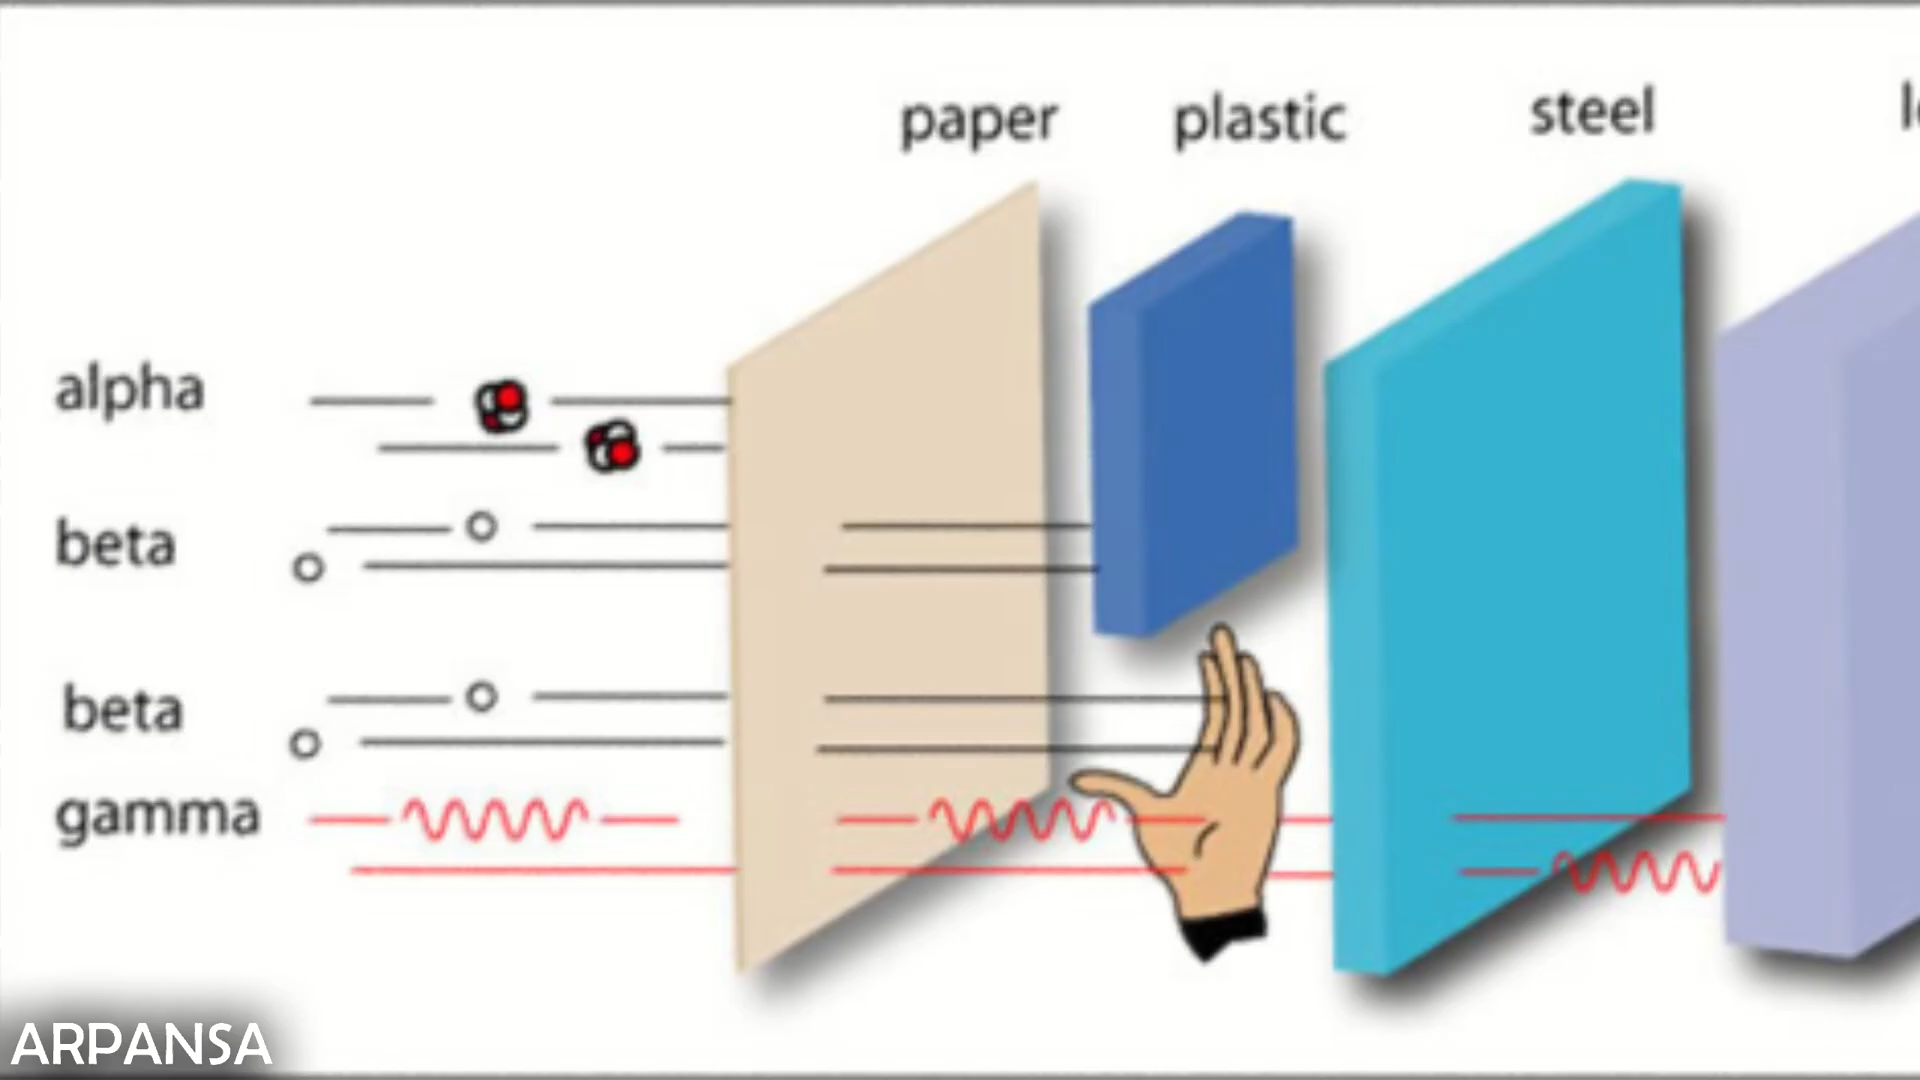 paper
plastic
steel
alpha
beta
beta
gamma
ARPANSA